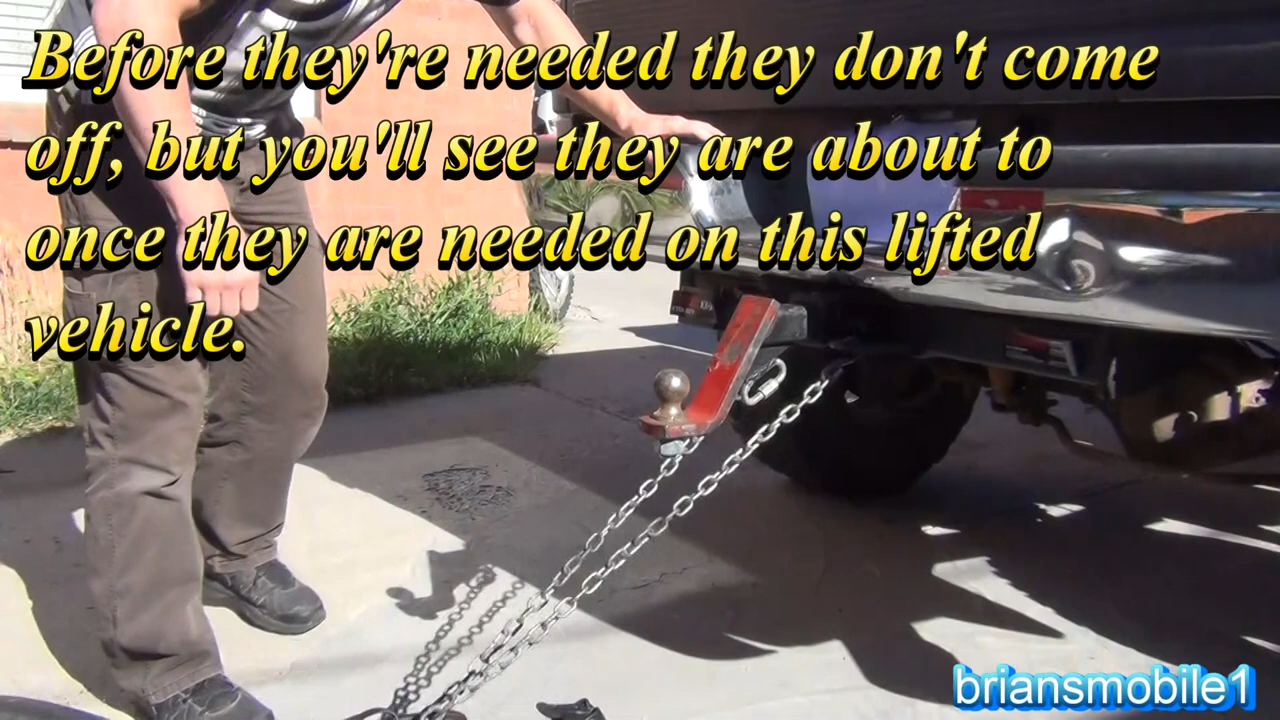 Before they're needed they don't come
off, but you'll see they are about to
once they are needed on this lifted
vehicle.
briansmobile1